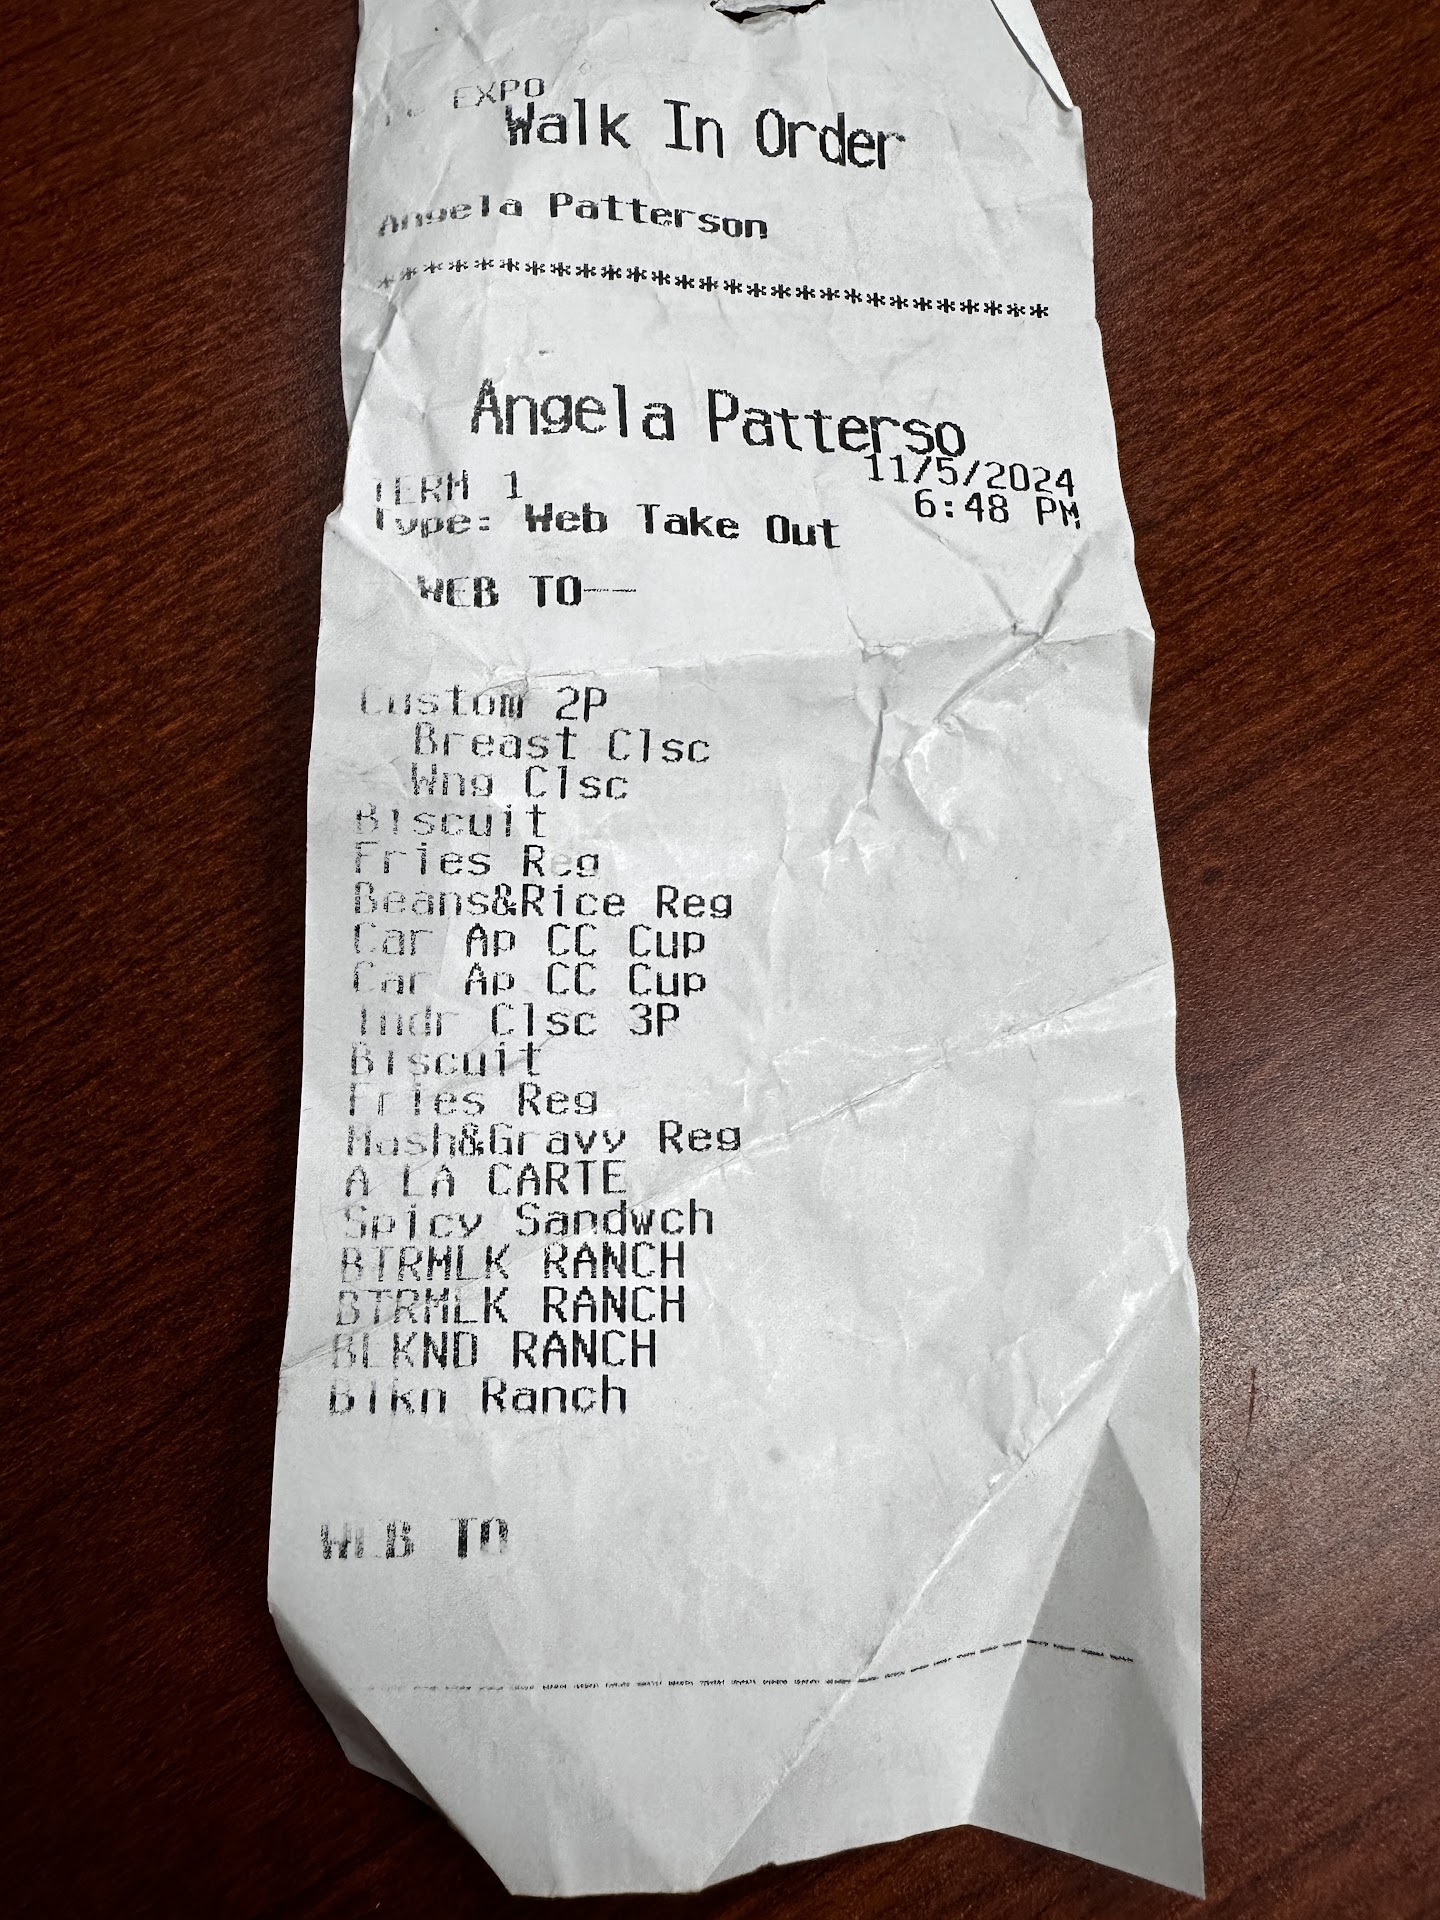 EXPO
Walk In Order
Angela Patterson
****************************
Angela Patterso
11/5/2024
TERM 1
6:48 PM
Type: Web Take Out
WEB TO
Custom 2P
Breast Clsc
Wng Clsc
Biscuit
Fries Reg
Beans&Rice Reg
Car Ap CC Cup
Car Ap CC Cup
Indr Clsc 3P
Biscuit
Fries Reg
Mash&Gravy Reg
A LA CARTE
Spicy Sandwch
BTRMLK RANCH
BTRMLK RANCH
BLKND RANCH
Blkn Ranch
WEB TO